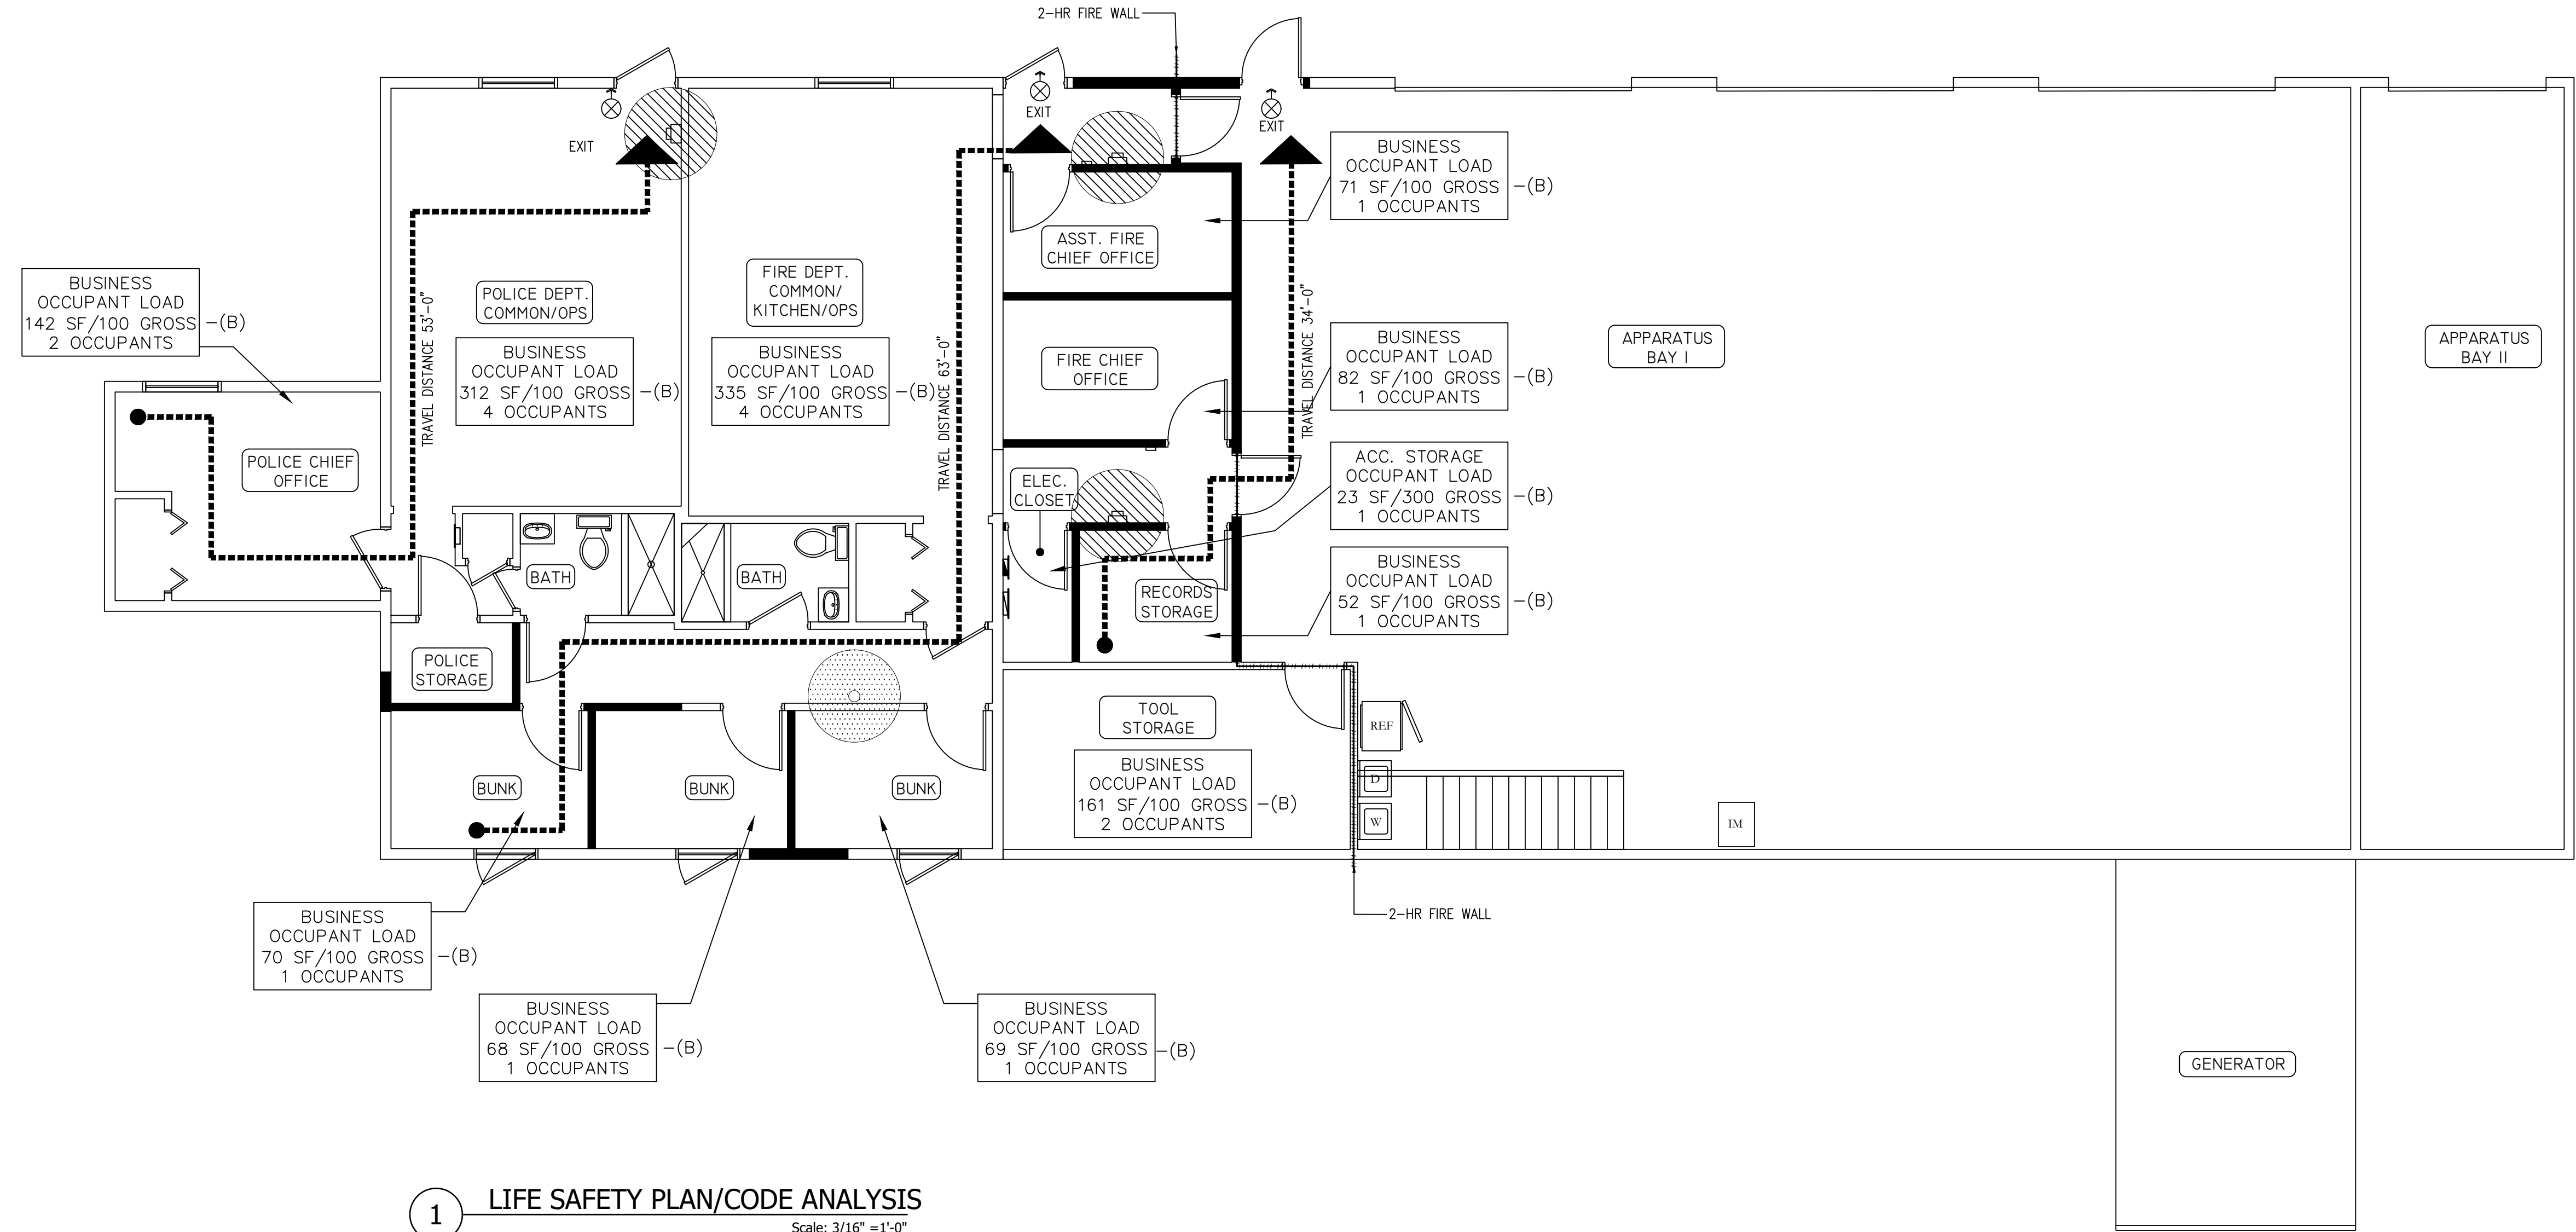 2-HR FIRE WALL
EXIT
EXIT
EXIT
BUSINESS
OCCUPANT LOAD
71 SF/100 GROSS -(B)
1 OCCUPANTS
ASST. FIRE
CHIEF OFFICE
BUSINESS
OCCUPANT LOAD
142 SF/100 GROSS -(B)
2 OCCUPANTS
POLICE DEPT.
COMMON/OPS
FIRE DEPT.
COMMON/
KITCHEN/OPS
TRAVEL DISTANCE 53'-0"
BUSINESS
OCCUPANT LOAD
312 SF/100 GROSS -(B)
4 OCCUPANTS
BUSINESS
OCCUPANT LOAD
335 SF/100 GROSS -(B)
4 OCCUPANTS
TRAVEL DISTANCE 63'-0"
FIRE CHIEF
OFFICE
TRAVEL DISTANCE 34'-0"
BUSINESS
OCCUPANT LOAD
82 SF/100 GROSS -(B)
1 OCCUPANTS
APPARATUS
BAY I
APPARATUS
BAY II
POLICE CHIEF
OFFICE
ELEC.
CLOSET
ACC. STORAGE
OCCUPANT LOAD
23 SF/300 GROSS -(B)
1 OCCUPANTS
BATH
BATH
RECORDS
STORAGE
BUSINESS
OCCUPANT LOAD
52 SF/100 GROSS -(B)
1 OCCUPANTS
POLICE
STORAGE
TOOL
STORAGE
BUSINESS
OCCUPANT LOAD
161 SF/100 GROSS -(B)
2 OCCUPANTS
REF
D
W
IM
BUNK
BUNK
BUNK
2-HR FIRE WALL
BUSINESS
OCCUPANT LOAD
70 SF/100 GROSS -(B)
1 OCCUPANTS
BUSINESS
OCCUPANT LOAD
68 SF/100 GROSS -(B)
1 OCCUPANTS
BUSINESS
OCCUPANT LOAD
69 SF/100 GROSS -(B)
1 OCCUPANTS
GENERATOR
1 LIFE SAFETY PLAN/CODE ANALYSIS
Scale: 3/16" =1'-0"